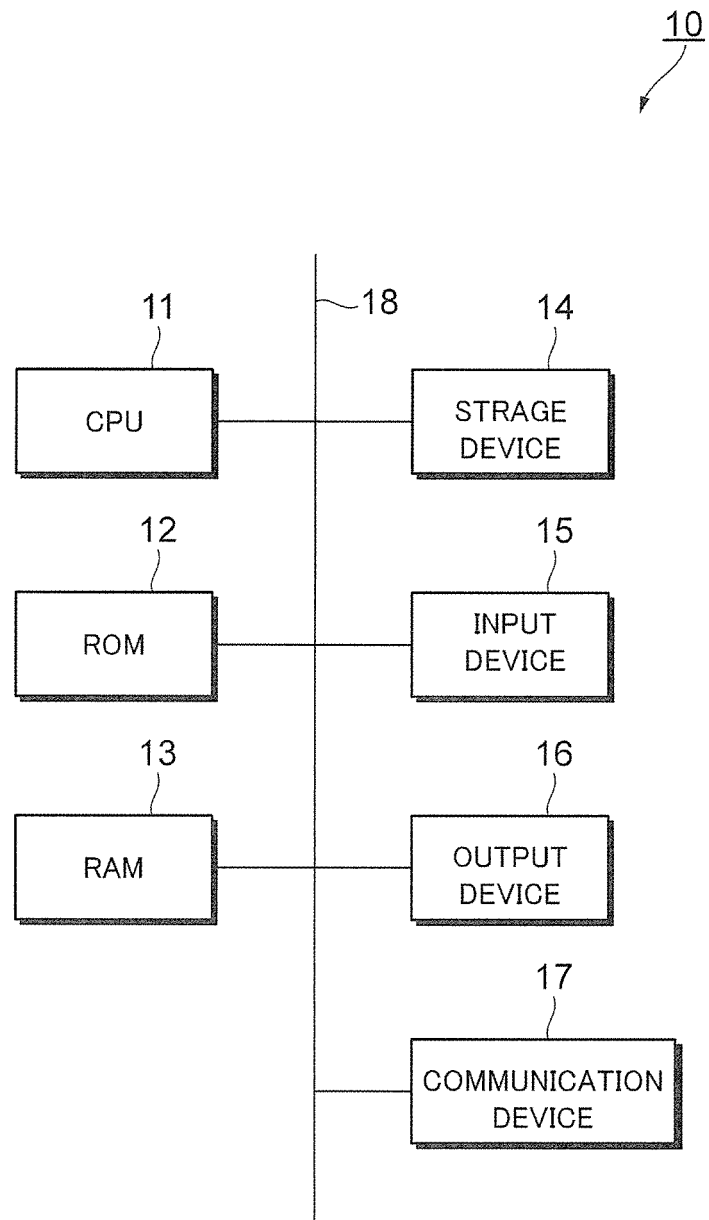 10
18
11
14
CPU
STRAGE
DEVICE
12
15
ROM
INPUT
DEVICE
13
16
RAM
OUTPUT
DEVICE
17
COMMUNICATION
DEVICE